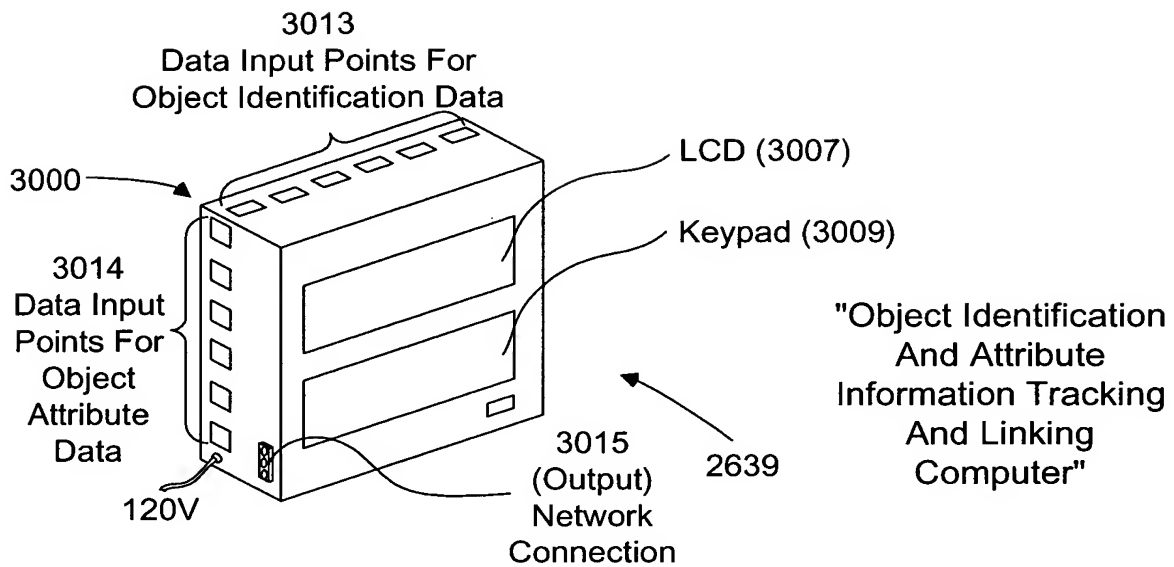 3013
Data Input Points For
Object Identification Data
3000
LCD (3007)
Keypad (3009)
3014
Data Input
Points For
Object
Attribute
Data
120V
3015
(Output)
Network
Connection
2639
"Object Identification
And Attribute
Information Tracking
And Linking
Computer"